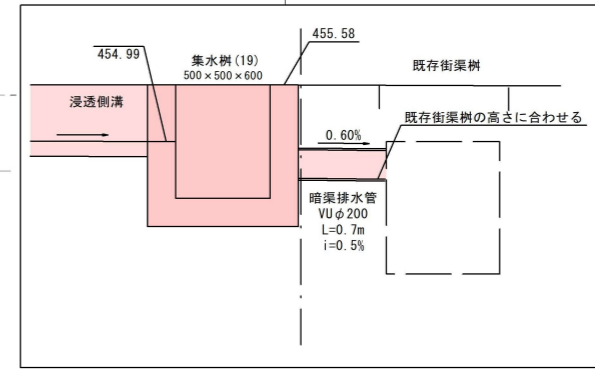 455.58
454.99
集水桝(19)
500×500×600
既存街渠桝
浸透側溝
既存街渠桝の高さに合わせる
0.60%
暗渠排水管
VUφ200
L=0.7m
i=0.5%